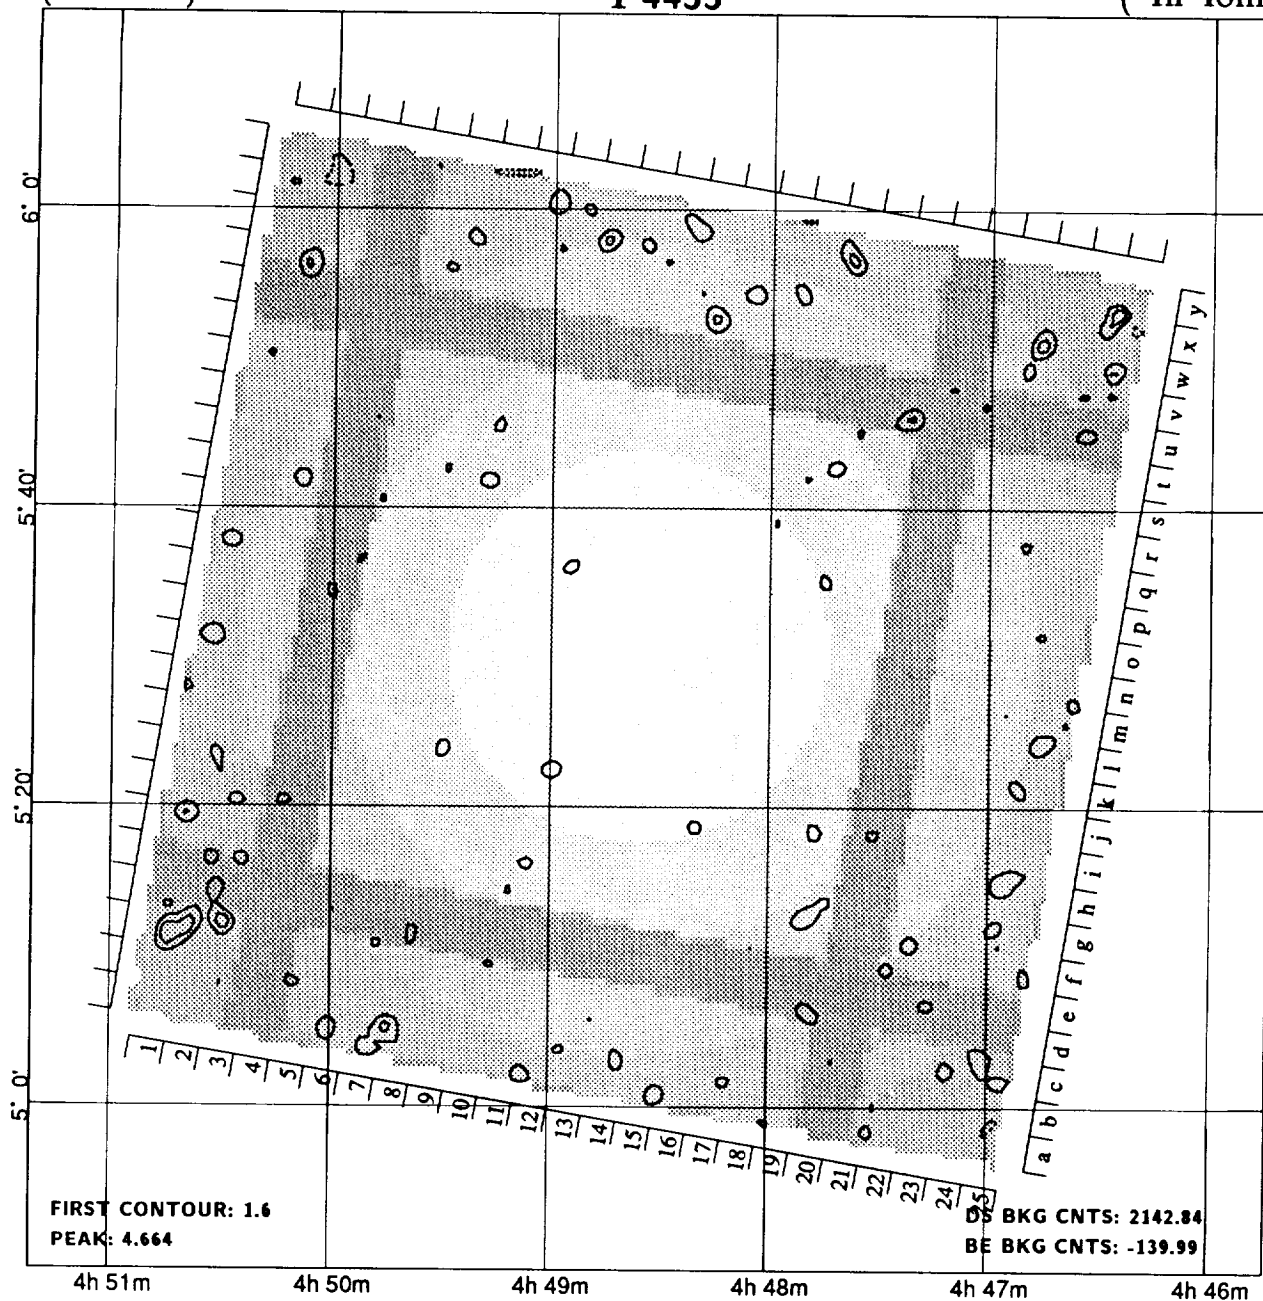 I 4455
6° 0'
5° 40'
5° 20'
5° 0'
y
x
w
v
u
t
s
r
q
p
o
n
m
l
k
j
i
h
g
f
e
d
c
b
a
1 2 3 4 5 6 7 8 9 10 11 12 13 14 15 16 17 18 19 20 21 22 23 24 25
FIRST CONTOUR: 1.6
PEAK: 4.664
DS BKG CNTS: 2142.84
BE BKG CNTS: -139.99
4h 51m 4h 50m 4h 49m 4h 48m 4h 47m 4h 46m